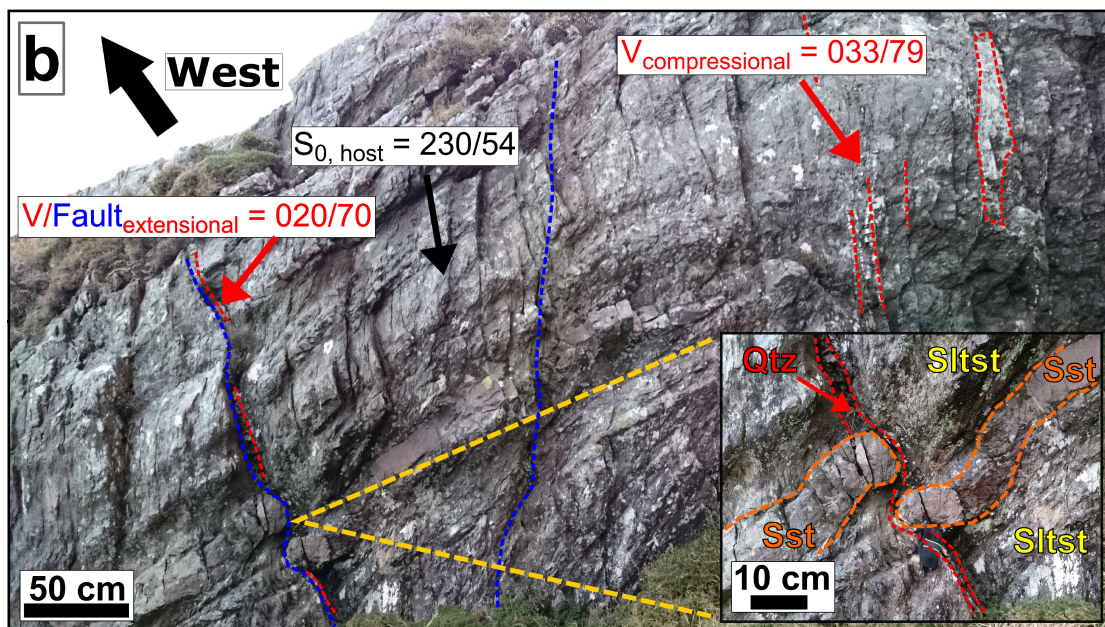 b
West
V_compressional = 033/79
S_0, host = 230/54
V/Fault_extensional = 020/70
Qtz
Sltst
Sst
Sst
Sltst
50 cm
10 cm